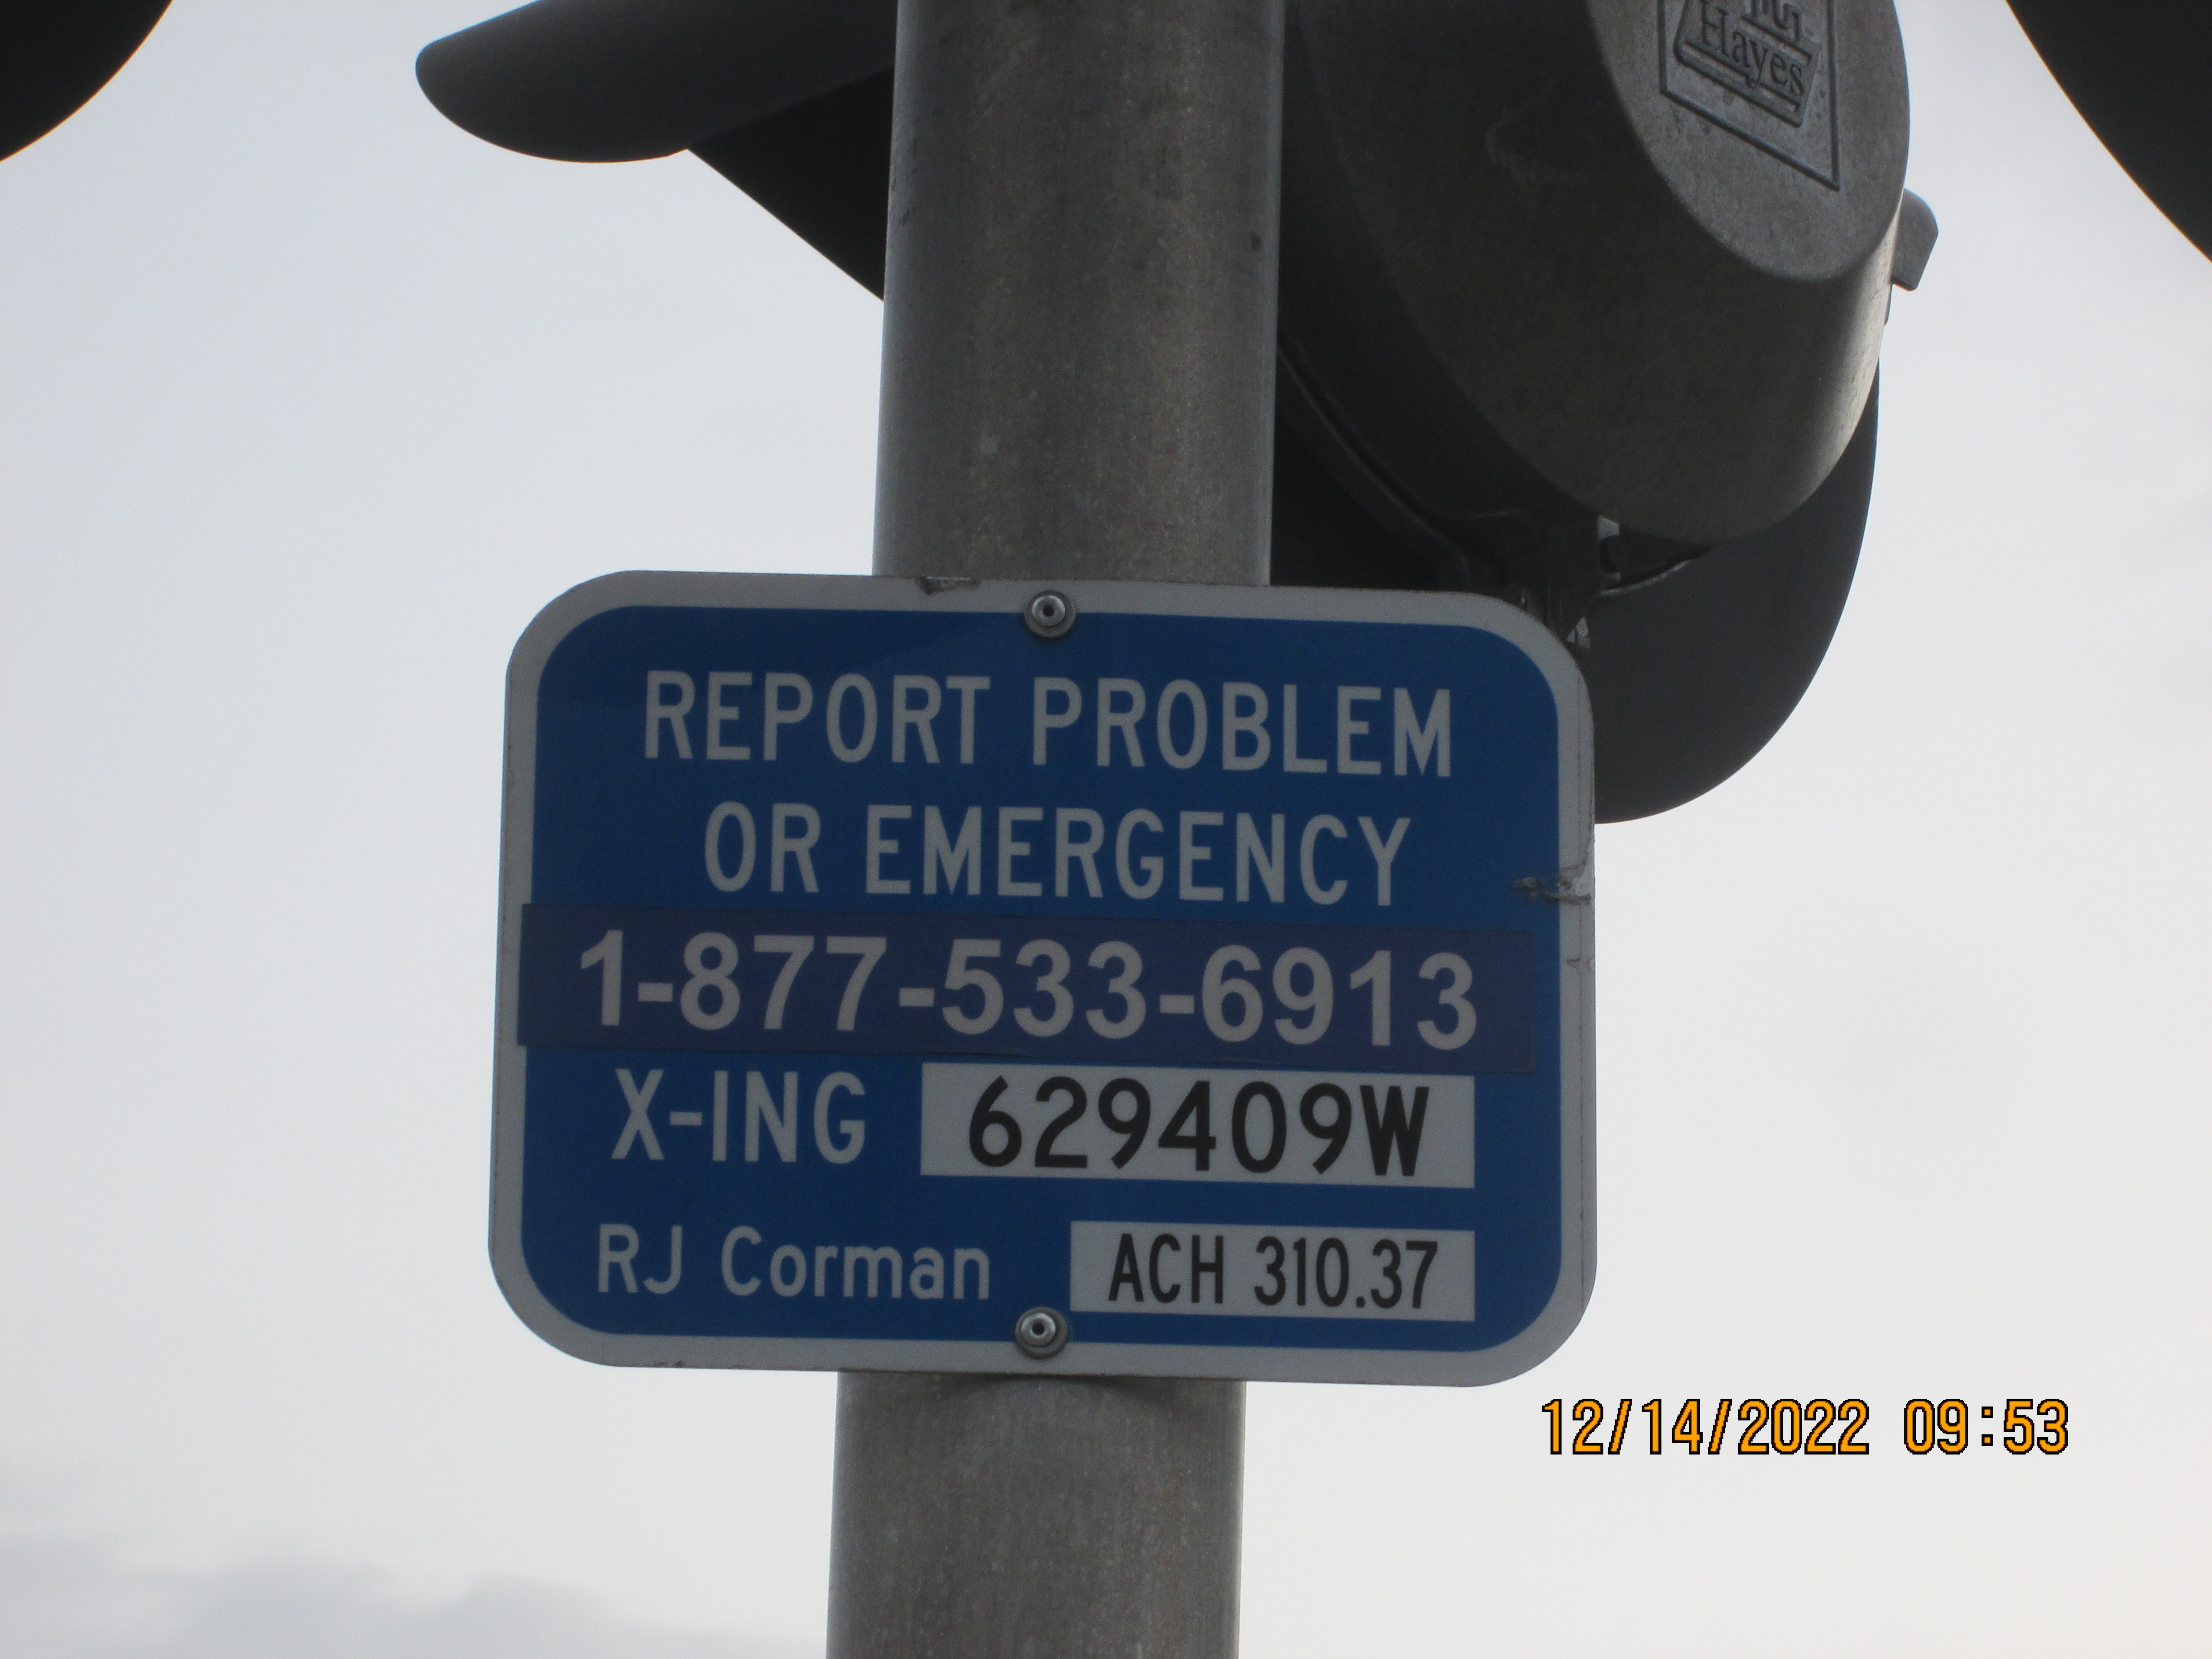 Hayes
REPORT PROBLEM
OR EMERGENCY
1-877-533-6913
X-ING 629409W
RJ Corman ACH 310.37
12/14/2022 09:53